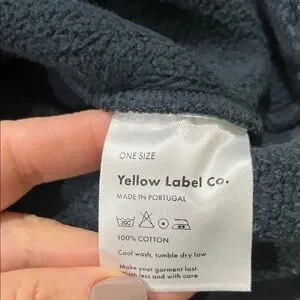 ONE SIZE
Yellow Label Co.
MADE IN PORTUGAL
100% COTTON
Cool wash, tumble dry low
Make your garment last.
Wash less and with care